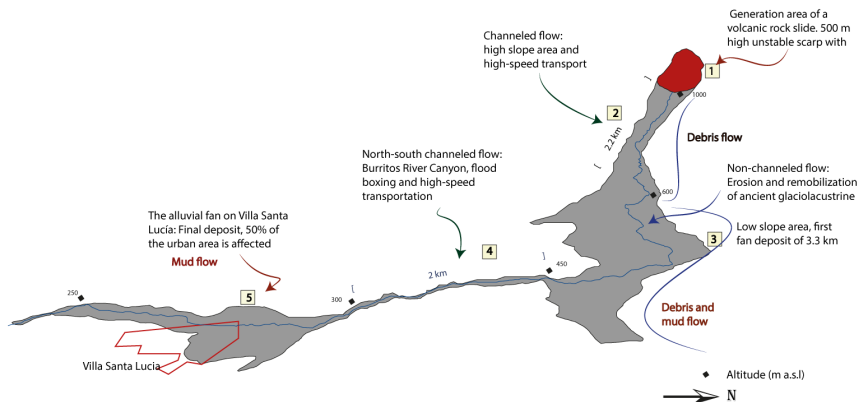 Generation area of a
volcanic rock slide. 500 m
high unstable scarp with
1
1000
Channeled flow:
high slope area and
high-speed transport
2
2.2 km
Debris flow
North-south channeled flow:
Burritos River Canyon, flood
boxing and high-speed
transportation
Non-channeled flow:
Erosion and remobilization
of ancient glaciolacustrine
600
The alluvial fan on Villa Santa
Lucía: Final deposit, 50% of
the urban area is affected
Mud flow
Low slope area, first
fan deposit of 3.3 km
3
4
450
2 km
250
5
300
Debris and
mud flow
Villa Santa Lucia
Altitude (m a.s.l)
N